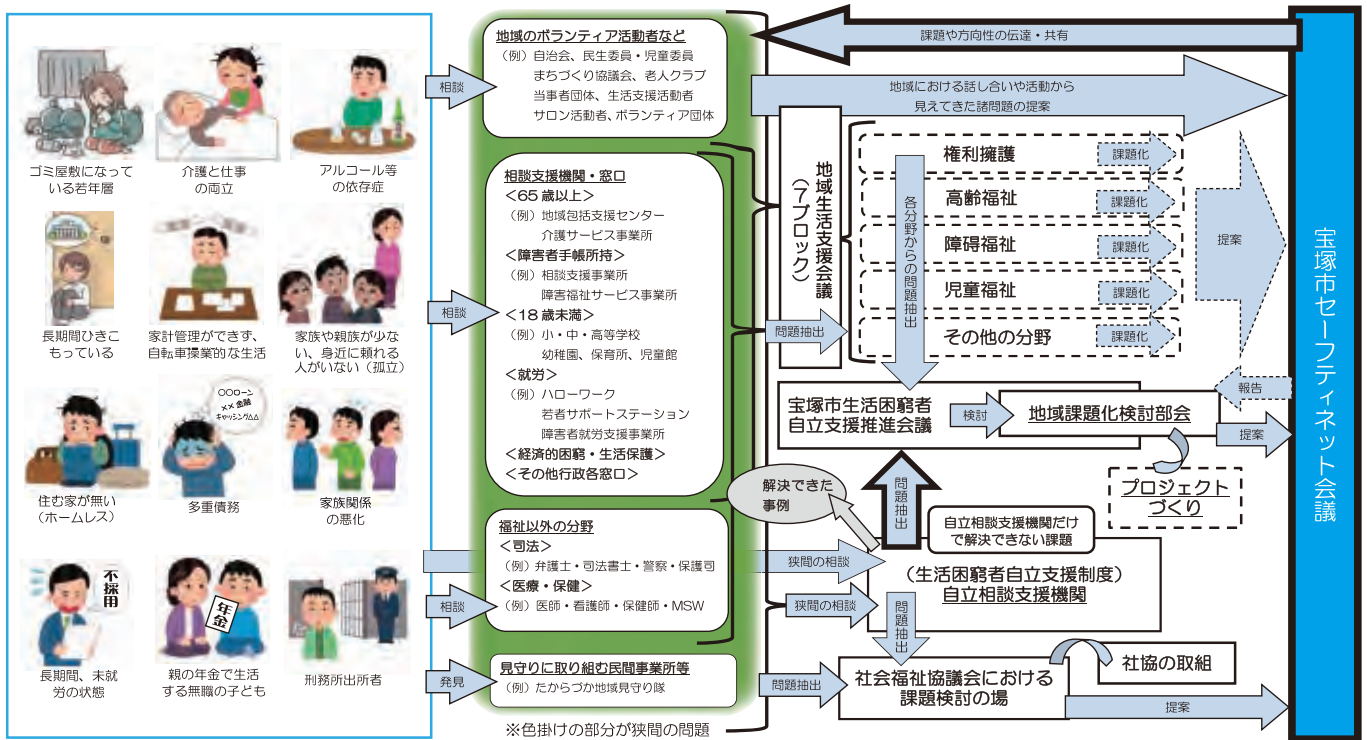 ゴミ屋敷になって
いる若年層
介護と仕事
の両立
アルコール等
の依存症
長期間ひきこ
もっている
家計管理ができず、
自転車操業的な生活
家族や親族が少な
い、身近に頼れる
人がいない（孤立）
〇〇ローン
××金融
キャッシング△△
住む家が無い
（ホームレス）
多重債務
家族関係
の悪化
不採用
年金
長期間、未就
労の状態
親の年金で生活
する無職の子ども
刑務所出所者
相談
相談
相談
発見
地域のボランティア活動者など
（例）自治会、民生委員・児童委員
まちづくり協議会、老人クラブ
当事者団体、生活支援活動者
サロン活動者、ボランティア団体
相談支援機関・窓口
＜65歳以上＞
（例）地域包括支援センター
介護サービス事業所
＜障害者手帳所持＞
（例）相談支援事業所
障害福祉サービス事業所
＜18歳未満＞
（例）小・中・高等学校
幼稚園、保育所、児童館
＜就労＞
（例）ハローワーク
若者サポートステーション
障害者就労支援事業所
＜経済的困窮・生活保護＞
＜その他行政各窓口＞
福祉以外の分野
＜司法＞
（例）弁護士・司法書士・警察・保護司
＜医療・保健＞
（例）医師・看護師・保健師・MSW
見守りに取り組む民間事業所等
（例）たからづか地域見守り隊
※色掛けの部分が狭間の問題
課題や方向性の伝達・共有
地域における話し合いや活動から
見えてきた諸問題の提案
地域生活支援会議
（７ブロック）
問題抽出
各分野からの問題抽出
権利擁護
課題化
高齢福祉
課題化
障碍福祉
課題化
児童福祉
課題化
その他の分野
課題化
提案
宝塚市生活困窮者
自立支援推進会議
検討
地域課題化検討部会
報告
提案
プロジェクト
づくり
解決できた
事例
問題抽出
自立相談支援機関だけ
で解決できない課題
狭間の相談
狭間の相談
（生活困窮者自立支援制度）
自立相談支援機関
問題抽出
問題抽出
社会福祉協議会における
課題検討の場
社協の取組
提案
宝塚市セーフティネット会議